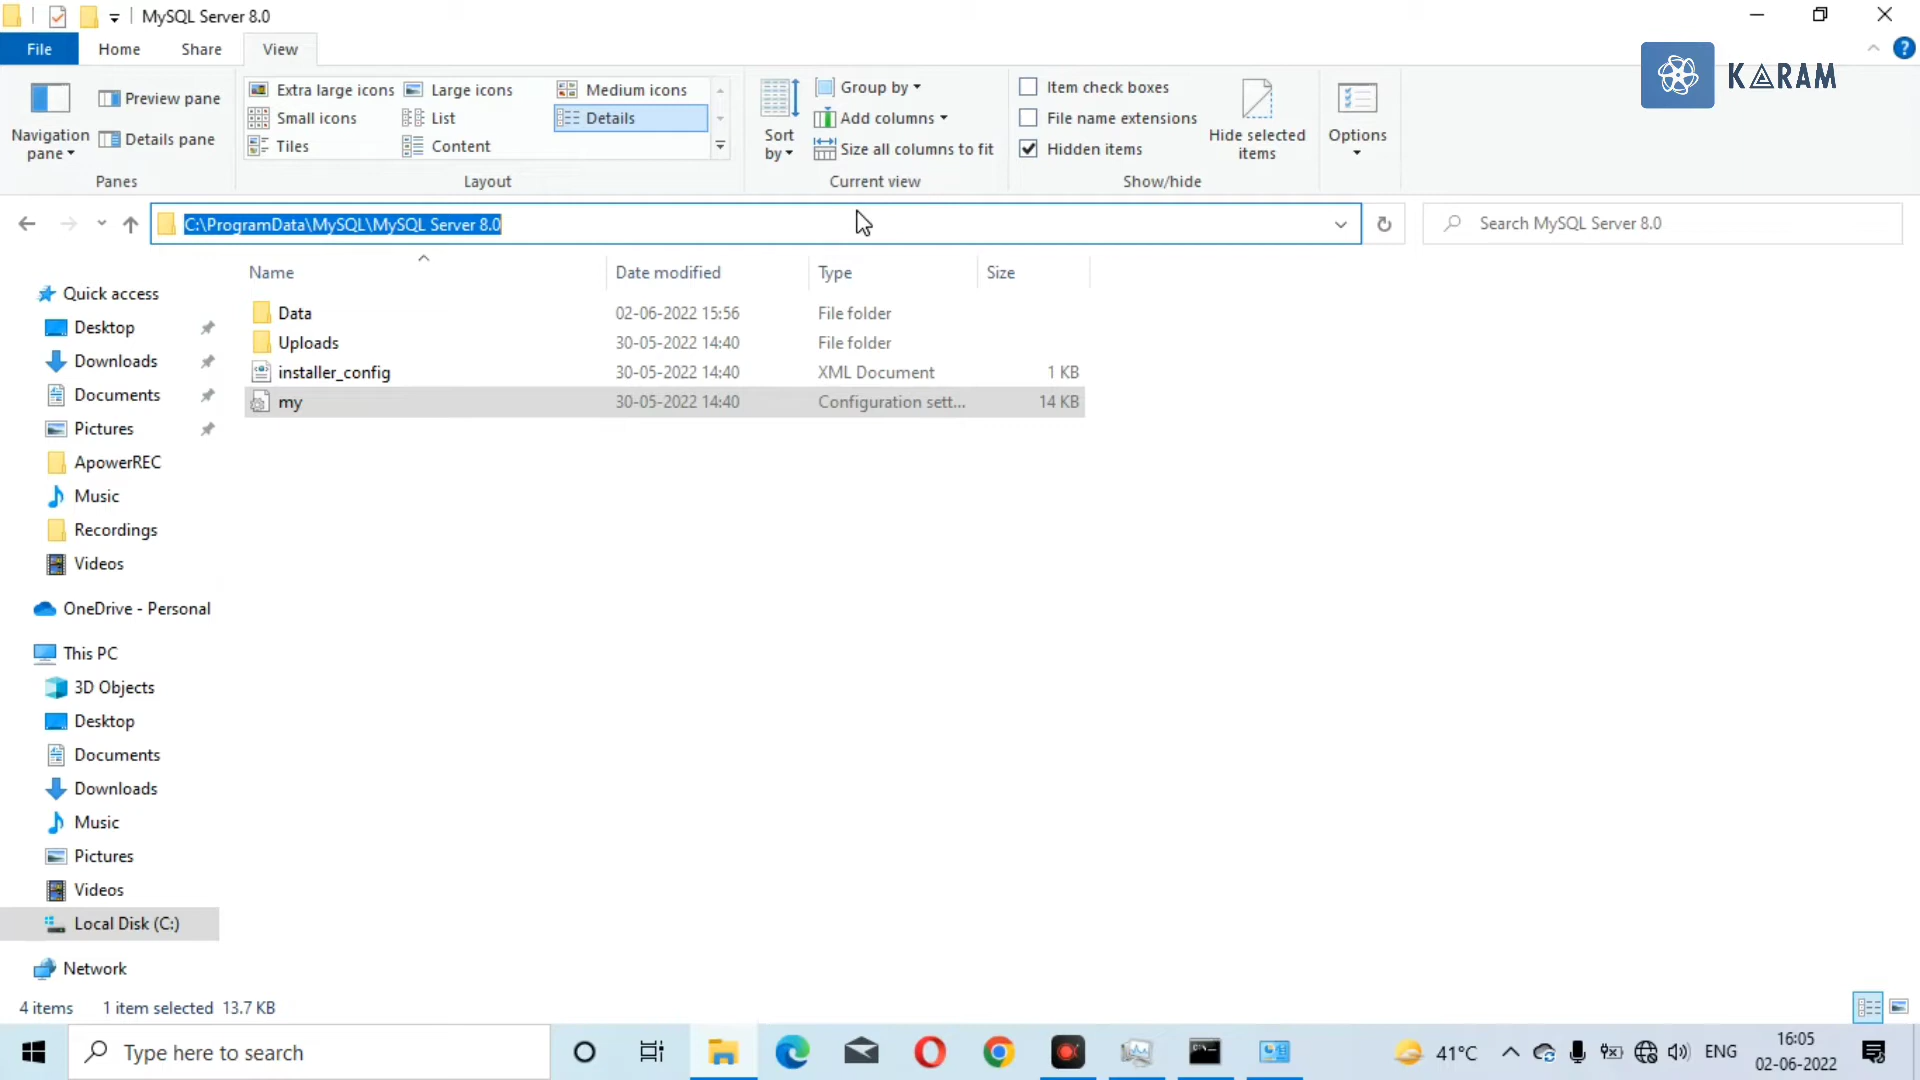 MySQL Server 8.0
File Home Share View
KARAM
Navigation pane
Preview pane
Details pane
Panes
Extra large icons Large icons Medium icons
Small icons List Details
Tiles Content
Layout
Sort by
Group by
Add columns
Size all columns to fit
Current view
Item check boxes
File name extensions
Hidden items
Hide selected items
Show/hide
Options
C:\ProgramData\MySQL\MySQL Server 8.0
Search MySQL Server 8.0
Name Date modified Type Size
Data 02-06-2022 15:56 File folder
Uploads 30-05-2022 14:40 File folder
installer_config 30-05-2022 14:40 XML Document 1 KB
my 30-05-2022 14:40 Configuration sett... 14 KB
Quick access
Desktop
Downloads
Documents
Pictures
ApowerREC
Music
Recordings
Videos
OneDrive - Personal
This PC
3D Objects
Desktop
Documents
Downloads
Music
Pictures
Videos
Local Disk (C:)
Network
4 items 1 item selected 13.7 KB
Type here to search
41°C
ENG
16:05
02-06-2022